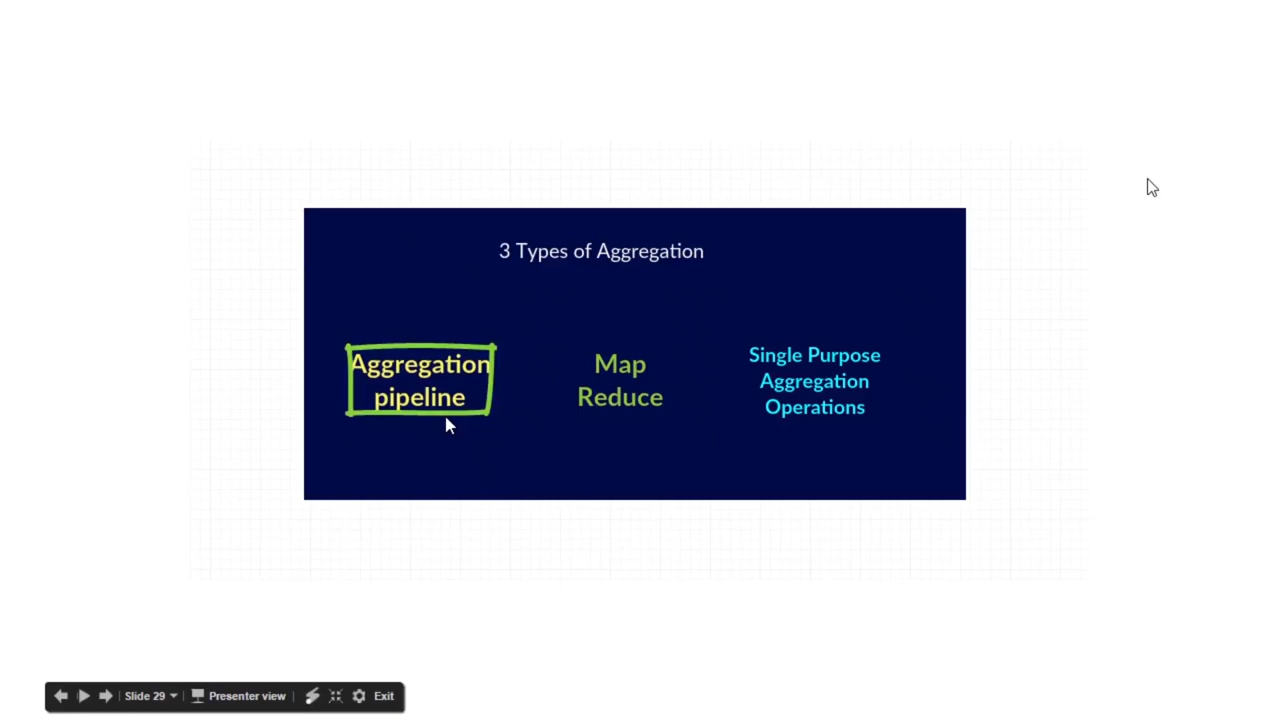 3 Types of Aggregation
Aggregation
pipeline
Map
Reduce
Single Purpose
Aggregation
Operations
Slide 29
Presenter view
Exit